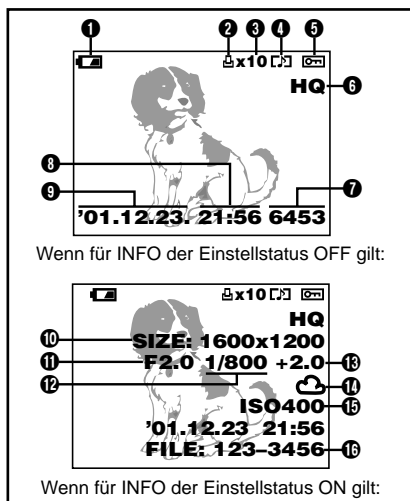 ❶ ❷ ❸ ❹ ❺
x10
HQ ❻
❽
❾ ❼
'01.12.23. 21:56 6453
Wenn für INFO der Einstellstatus OFF gilt:
x10
HQ
❿ SIZE: 1600x1200
⓫ F2.0 1/800 +2.0 ⓭
⓬ ⓮
ISO400 ⓯
'01.12.23 21:56
FILE: 123–3456 ⓰
Wenn für INFO der Einstellstatus ON gilt: